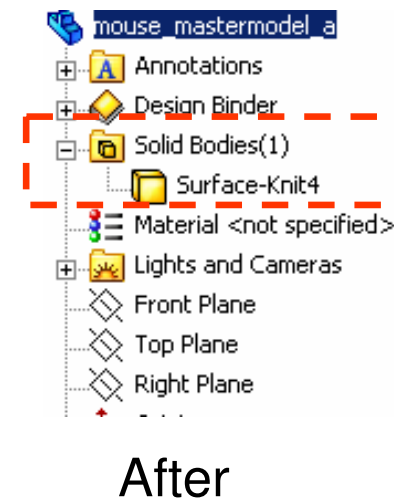 mouse_mastermodel_a
Annotations
Design Binder
Solid Bodies(1)
Surface-Knit4
Material <not specified>
Lights and Cameras
Front Plane
Top Plane
Right Plane
After